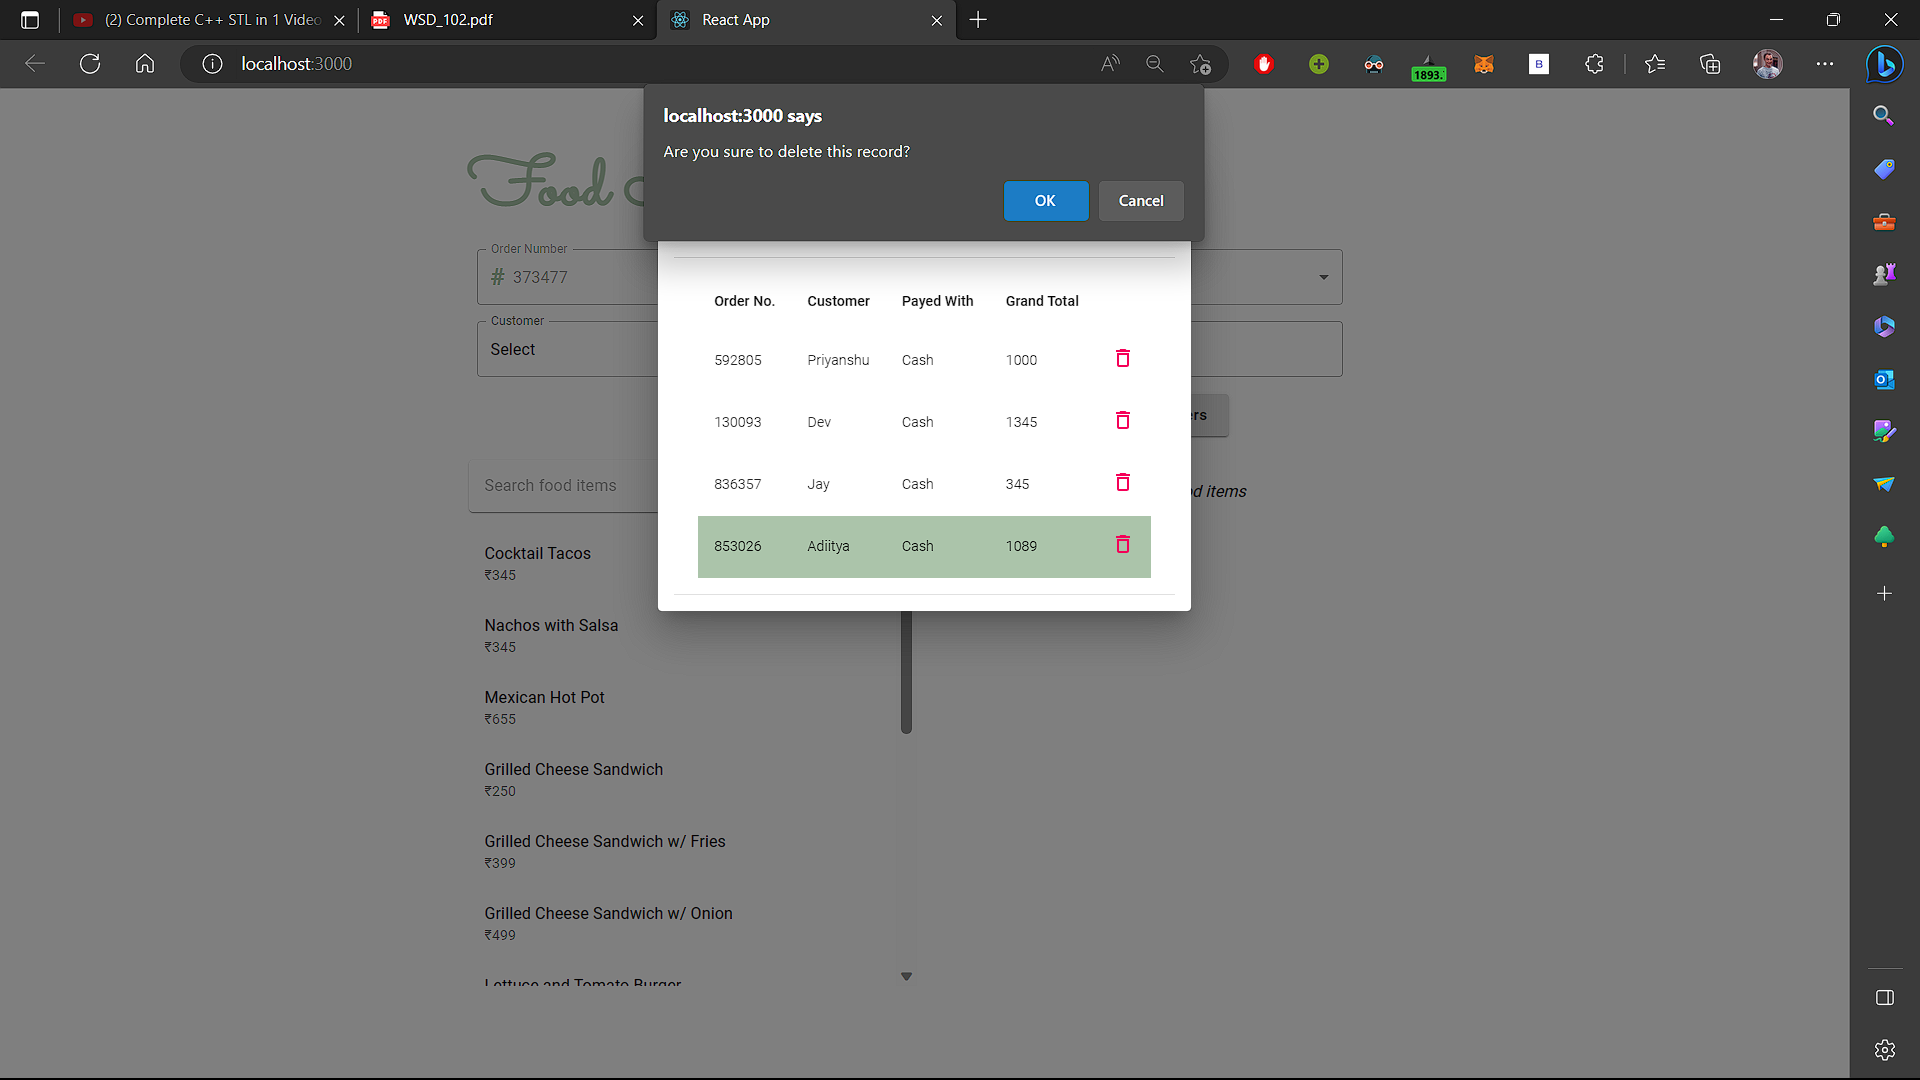 (2) Complete C++ STL in 1 Video
WSD_102.pdf
React App
localhost:3000
1893.
B
localhost:3000 says
Are you sure to delete this record?
OK
Cancel
Food
Order Number
# 373477
Customer
Select
Search food items
Cocktail Tacos
₹345
Nachos with Salsa
₹345
Mexican Hot Pot
₹655
Grilled Cheese Sandwich
₹250
Grilled Cheese Sandwich w/ Fries
₹399
Grilled Cheese Sandwich w/ Onion
₹499
Lettuce and Tomato Burger
Order No. Customer Payed With Grand Total
592805 Priyanshu Cash 1000
130093 Dev Cash 1345
836357 Jay Cash 345
853026 Adiitya Cash 1089
rs
d items